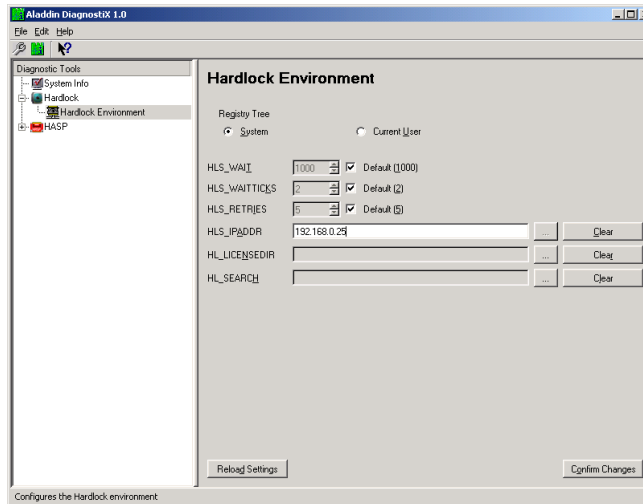 Aladdin DiagnostiX 1.0
File Edit Help
Diagnostic Tools
System Info
Hardlock
Hardlock Environment
HASP
Hardlock Environment
Registry Tree
System Current User
HLS_WAIT 1000 Default (1000)
HLS_WAITTICKS 2 Default (2)
HLS_RETRIES 5 Default (5)
HLS_IPADDR 192.168.0.25 ... Clear
HL_LICENSEDIR ... Clear
HL_SEARCH ... Clear
Reload Settings Confirm Changes
Configures the Hardlock environment